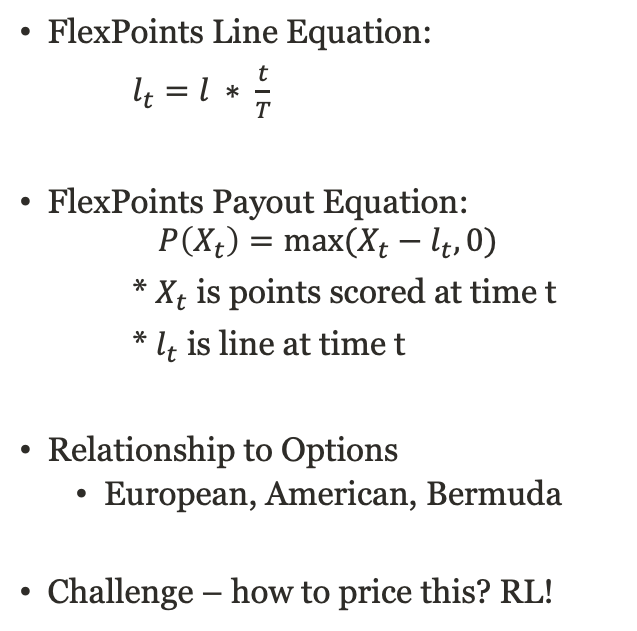 • FlexPoints Line Equation:
l_t = l * t/T
• FlexPoints Payout Equation:
P(X_t) = max(X_t − l_t, 0)
* X_t is points scored at time t
* l_t is line at time t
• Relationship to Options
• European, American, Bermuda
• Challenge – how to price this? RL!